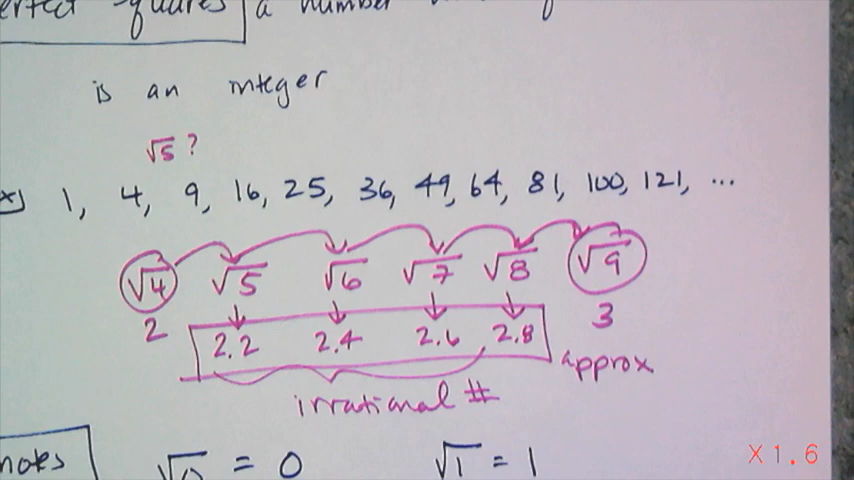 squares a number
is an integer
√5 ?
1, 4, 9, 16, 25, 36, 49, 64, 81, 100, 121, ...
√4 √5 √6 √7 √8 √9
2 2.2 2.4 2.6, 2.8 3
approx
irrational #
notes √0 = 0 √1 = 1
X1.6